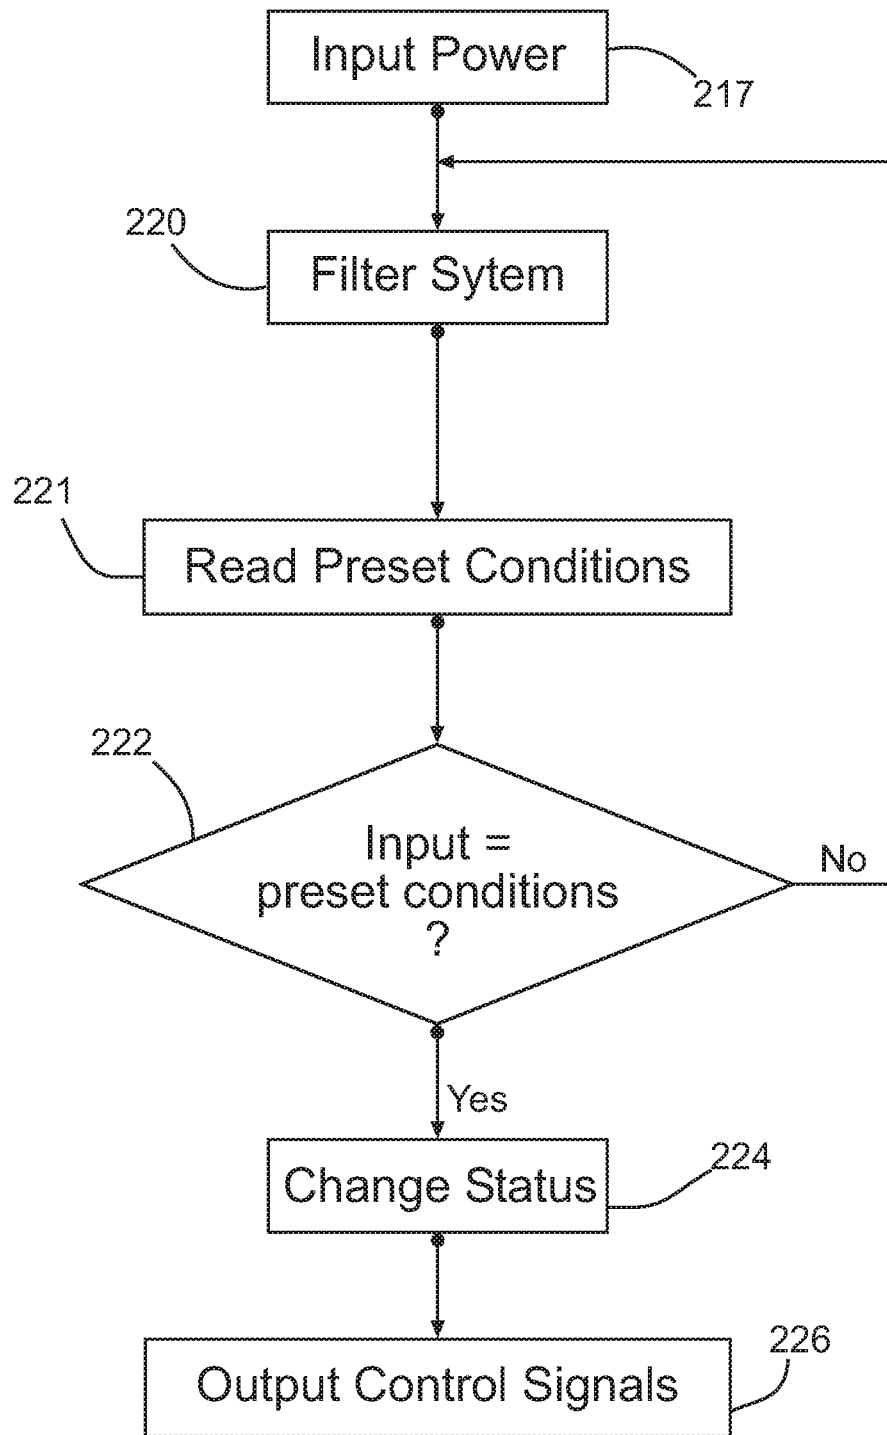 Input Power
217
220
Filter Sytem
221
Read Preset Conditions
222
Input =
preset conditions
?
No
Yes
Change Status
224
Output Control Signals
226